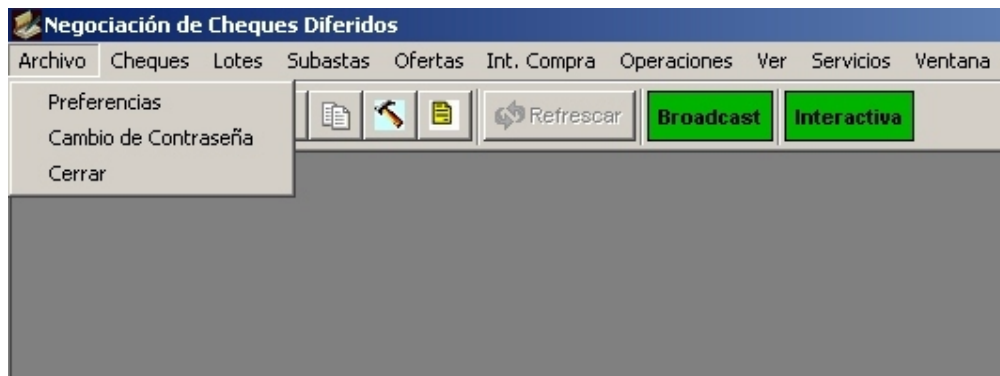 Negociación de Cheques Diferidos
Archivo Cheques Lotes Subastas Ofertas Int. Compra Operaciones Ver Servicios Ventana
Refrescar Broadcast Interactiva
Preferencias
Cambio de Contraseña
Cerrar